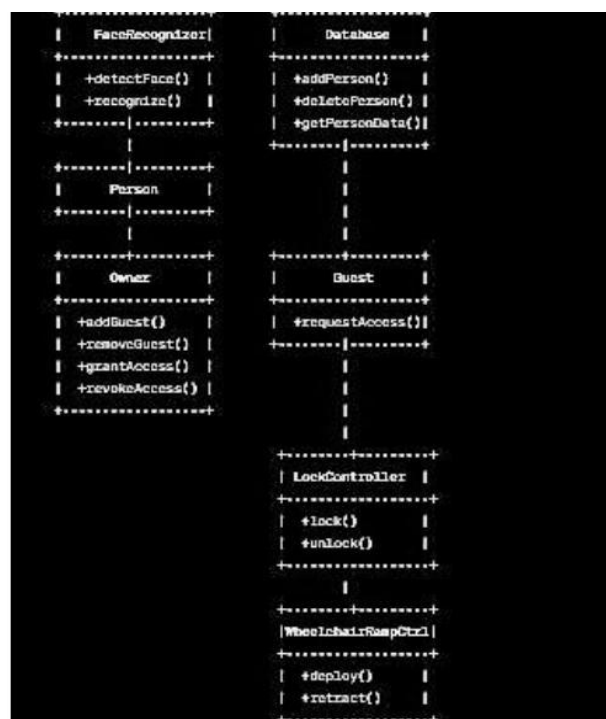 FaceRecognizer
+detectFace()
+recognize()
Person
Owner
+addGuest()
+removeGuest()
+grantAccess()
+revokeAccess()
Database
+addPerson()
+deletePerson()
+getPersonData()
Guest
+requestAccess()
LockController
+lock()
+unlock()
WheelchairRampCtrl
+deploy()
+retract()